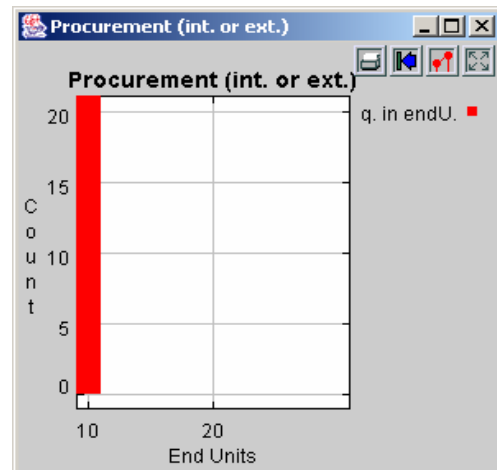 Procurement (int. or ext.)
Procurement (int. or ext.)
q. in endU.
20
15
10
5
0
Count
10 20
End Units